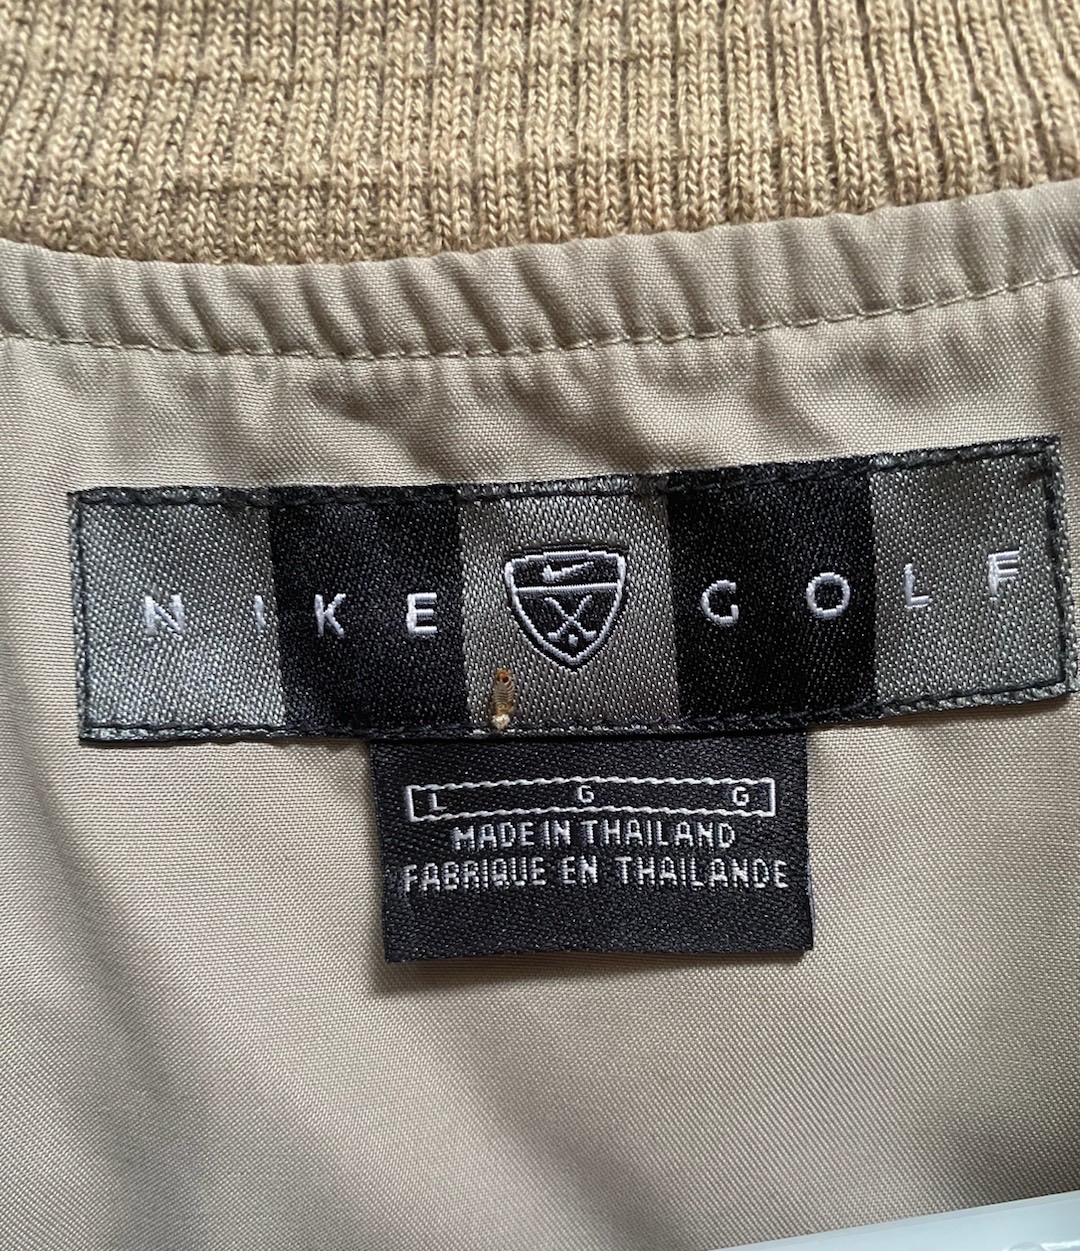 NIKE GOLF
L G G
MADE IN THAILAND
FABRIQUE EN THAILANDE